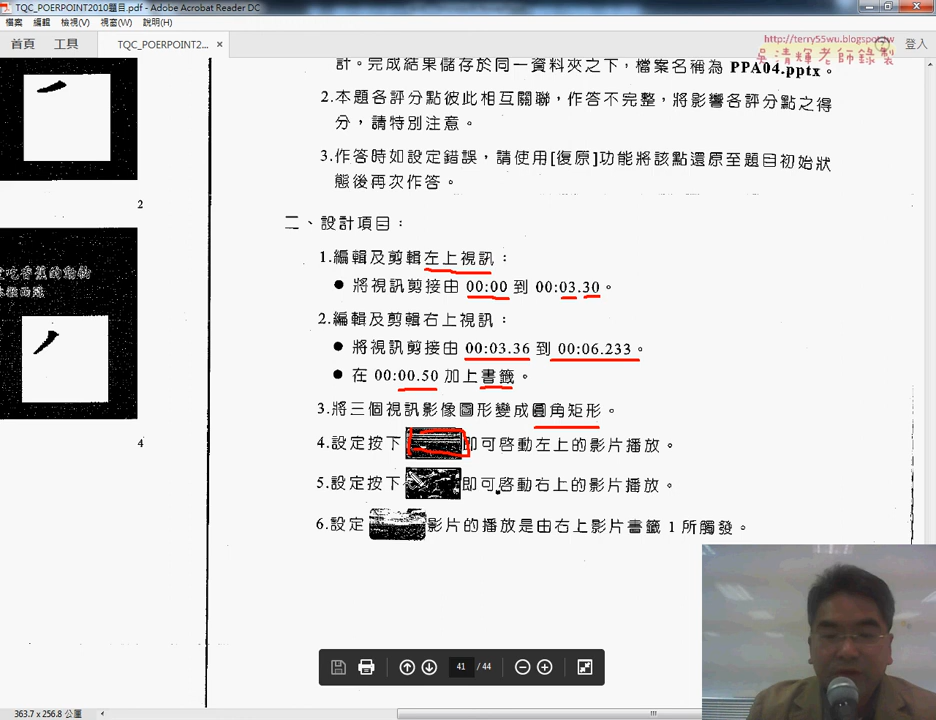 TQC_POERPOINT2010題目.pdf - Adobe Acrobat Reader DC
檔案 編輯 檢視(V) 視窗(W) 說明(H)
首頁 工具 TQC_POERPOINT2... × 登入
http://terry55wu.blogspot.tw
吳清輝老師錄製
計。完成結果儲存於同一資料夾之下，檔案名稱為 PPA04.pptx。
2.本題各評分點彼此相互關聯，作答不完整，將影響各評分點之得
分，請特別注意。
3.作答時如設定錯誤，請使用[復原]功能將該點還原至題目初始狀
態後再次作答。
2
二、設計項目：
1.編輯及剪輯左上視訊：
● 將視訊剪接由 00:00 到 00:03.30。
2.編輯及剪輯右上視訊：
● 將視訊剪接由 00:03.36 到 00:06.233。
● 在 00:00.50 加上書籤。
3.將三個視訊影像圖形變成圓角矩形。
4.設定按下 即可啓動左上的影片播放。
4
5.設定按下 即可啓動右上的影片播放。
6.設定 影片的播放是由右上影片書籤 1 所觸發。
41 / 44
363.7 x 256.8 公釐